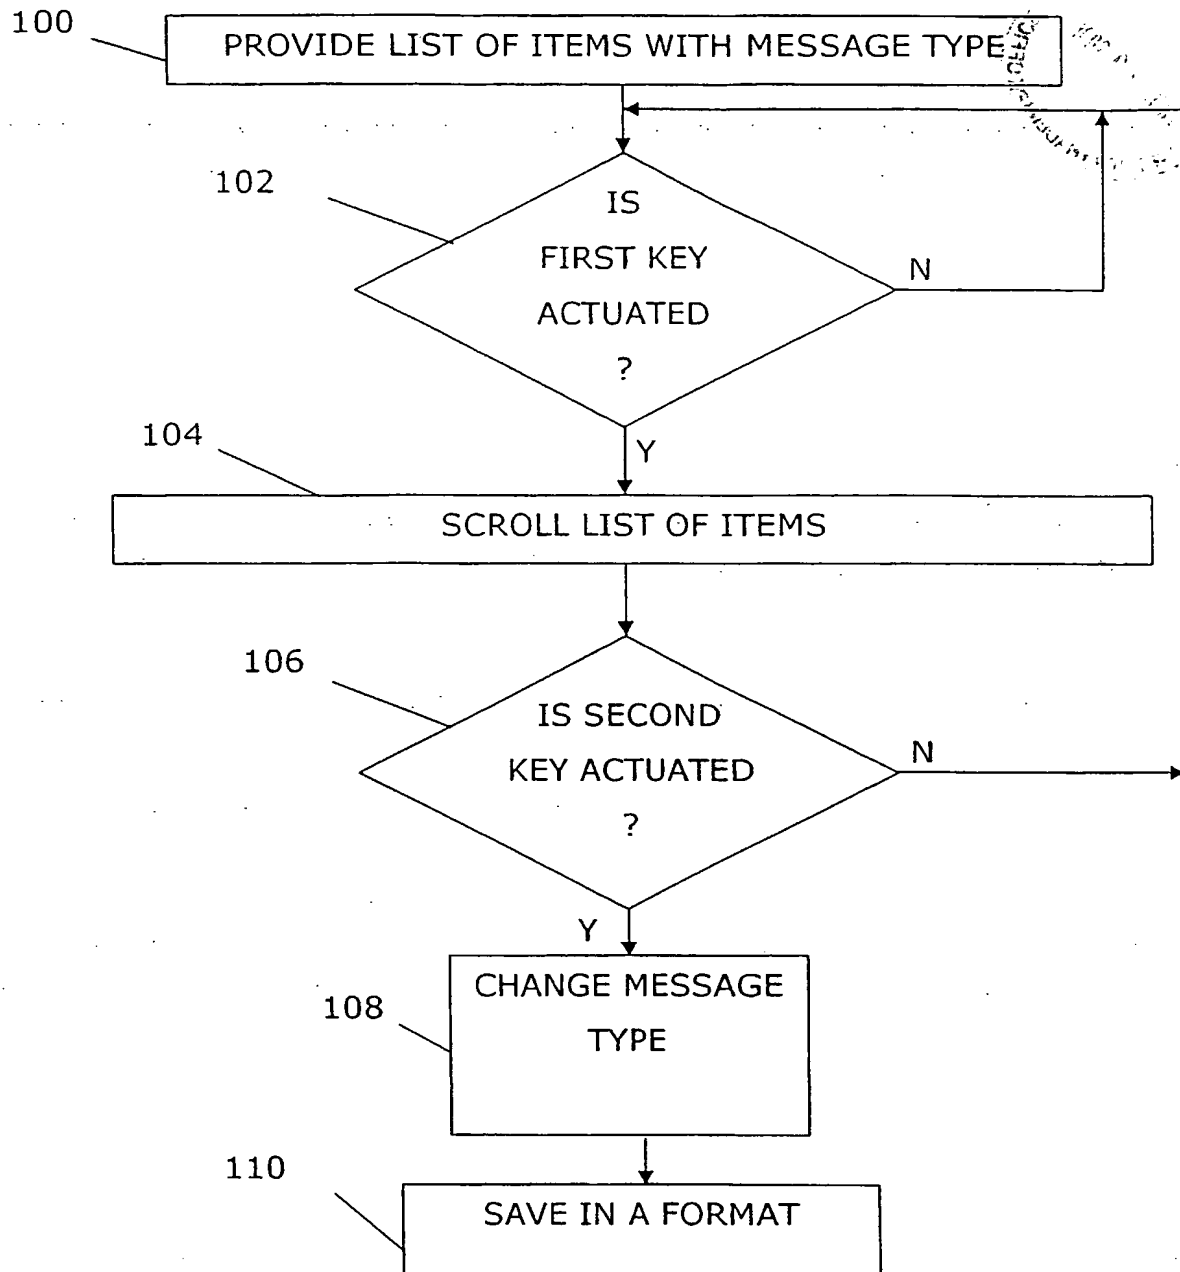 100
PROVIDE LIST OF ITEMS WITH MESSAGE TYPE
102
IS
FIRST KEY
ACTUATED
?
N
Y
104
SCROLL LIST OF ITEMS
106
IS SECOND
KEY ACTUATED
?
N
Y
108
CHANGE MESSAGE
TYPE
110
SAVE IN A FORMAT